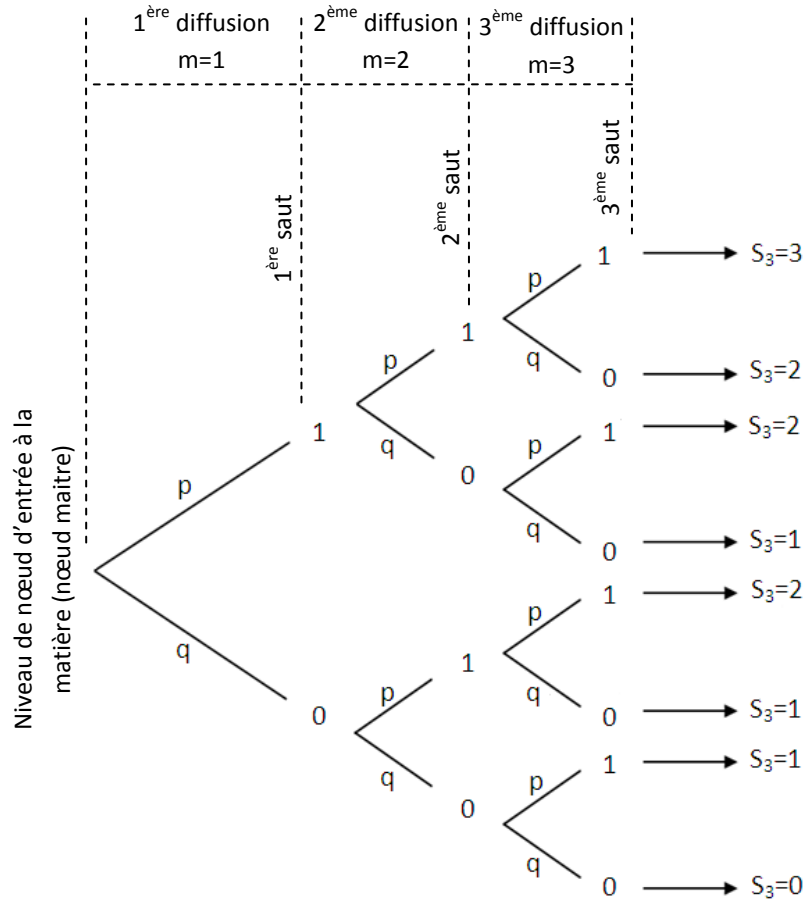 1ère diffusion
m=1
2ème diffusion
m=2
3ème diffusion
m=3
1ère saut
2ème saut
3ème saut
Niveau de nœud d’entrée à la
matière (nœud maitre)
p
q
1
0
p
q
p
q
1
0
1
0
p
q
p
q
p
q
p
q
1
0
1
0
1
0
1
0
S3=3
S3=2
S3=2
S3=1
S3=2
S3=1
S3=1
S3=0